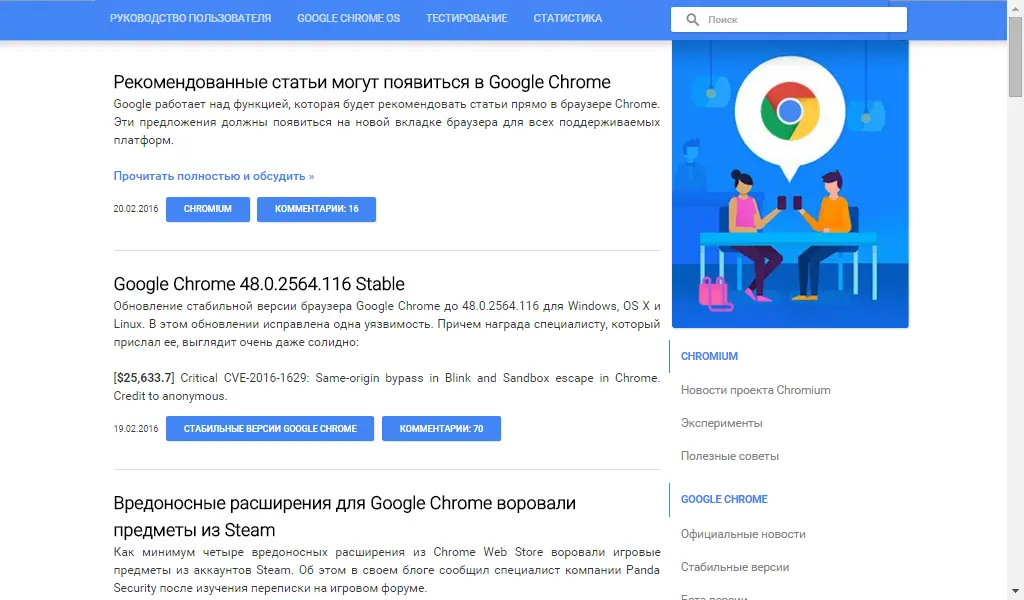 РУКОВОДСТВО ПОЛЬЗОВАТЕЛЯ
GOOGLE CHROME OS
ТЕСТИРОВАНИЕ
СТАТИСТИКА
Поиск
Рекомендованные статьи могут появиться в Google Chrome
Google работает над функцией, которая будет рекомендовать статьи прямо в браузере Chrome.
Эти предложения должны появиться на новой вкладке браузера для всех поддерживаемых
платформ.
Прочитать полностью и обсудить »
20.02.2016
CHROMIUM
КОММЕНТАРИИ: 16
Google Chrome 48.0.2564.116 Stable
Обновление стабильной версии браузера Google Chrome до 48.0.2564.116 для Windows, OS X и
Linux. В этом обновлении исправлена одна уязвимость. Причем награда специалисту, который
прислал ее, выглядит очень даже солидно:
[$25,633.7] Critical CVE-2016-1629: Same-origin bypass in Blink and Sandbox escape in Chrome.
Credit to anonymous.
19.02.2016
СТАБИЛЬНЫЕ ВЕРСИИ GOOGLE CHROME
КОММЕНТАРИИ: 70
Вредоносные расширения для Google Chrome воровали
предметы из Steam
Как минимум четыре вредоносных расширения из Chrome Web Store воровали игровые
предметы из аккаунтов Steam. Об этом в своем блоге сообщил специалист компании Panda
Security после изучения переписки на игровом форуме.
CHROMIUM
Новости проекта Chromium
Эксперименты
Полезные советы
GOOGLE CHROME
Официальные новости
Стабильные версии
Бета версии